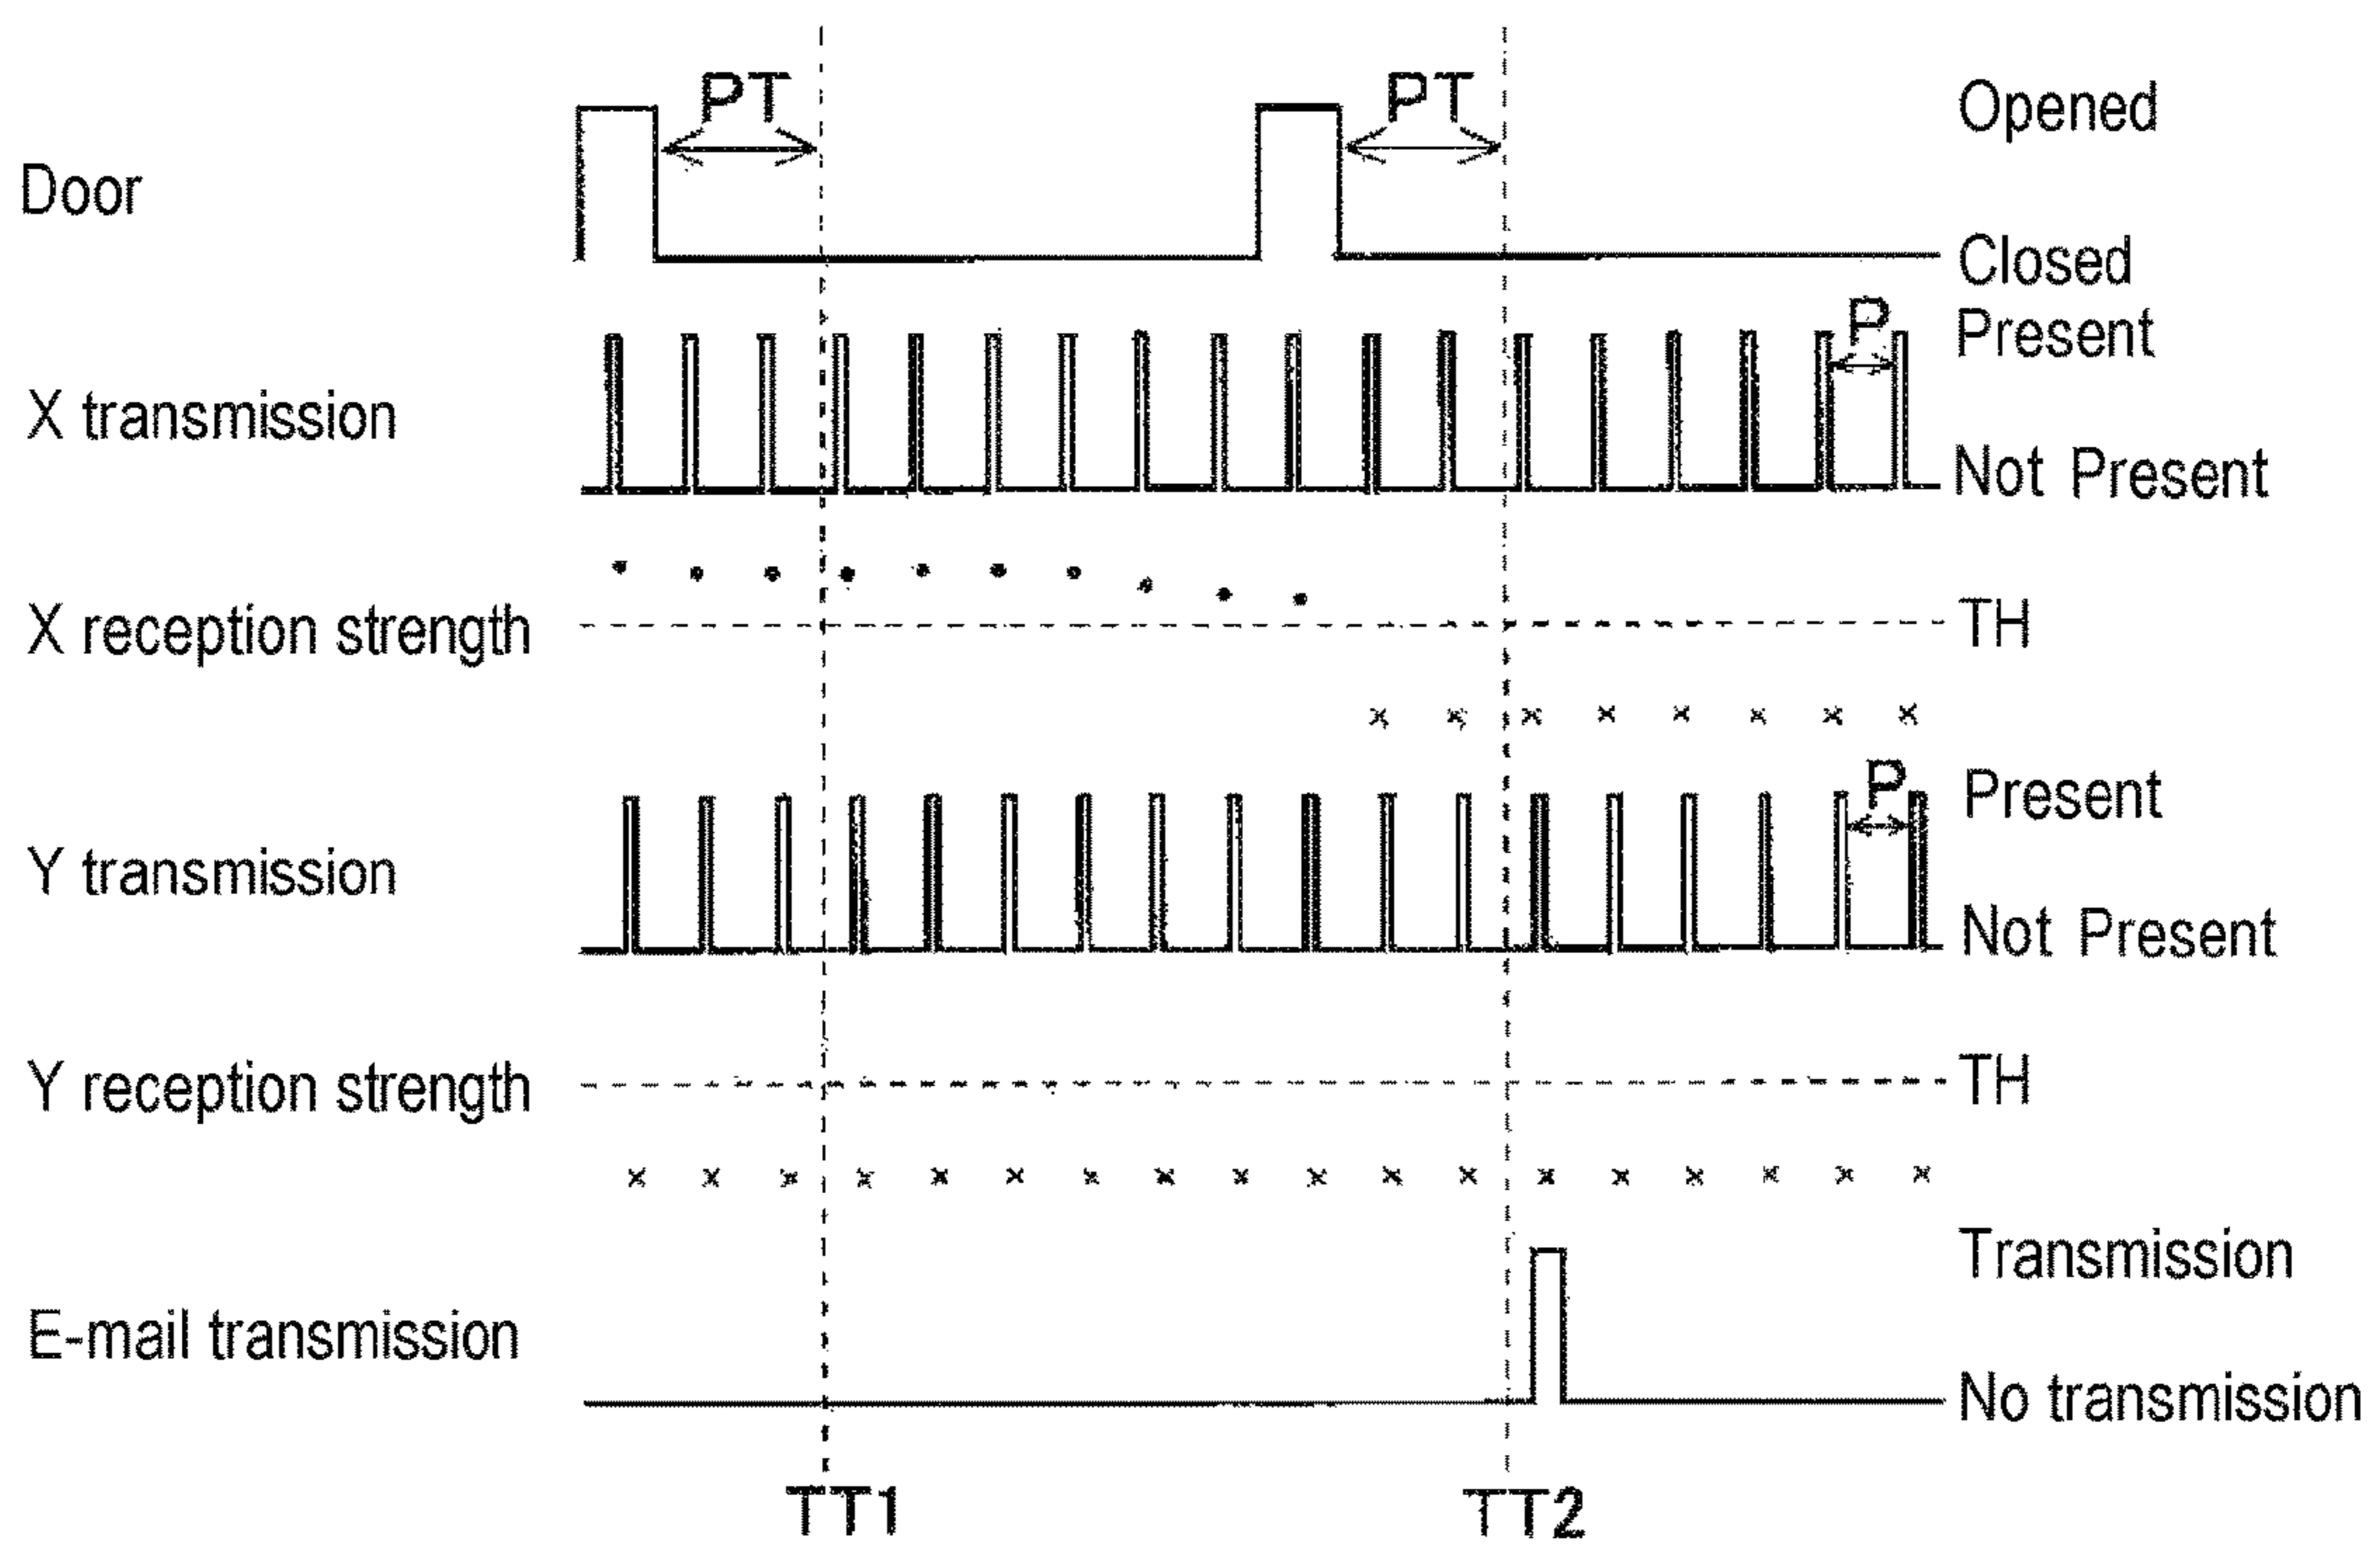 PT PT Opened
Door
Closed
P Present
X transmission
Not Present
X reception strength TH
P Present
Y transmission
Not Present
Y reception strength TH
Transmission
E-mail transmission
No transmission
TT1 TT2